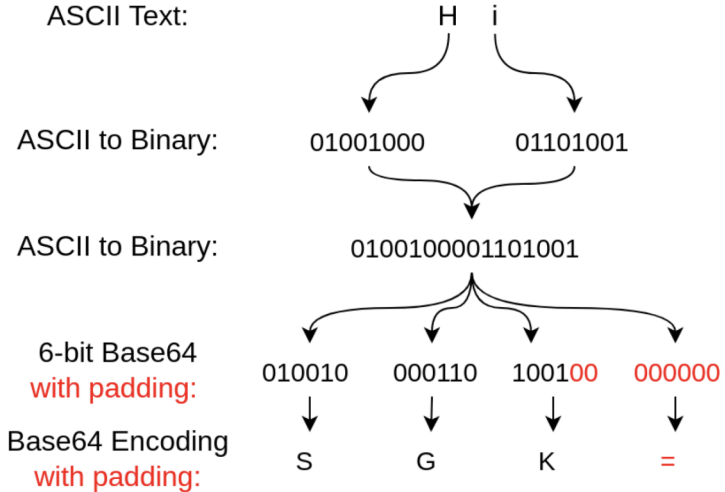 ASCII Text: H i
ASCII to Binary: 01001000 01101001
ASCII to Binary: 0100100001101001
6-bit Base64
with padding: 010010 000110 100100 000000
Base64 Encoding
with padding: S G K =